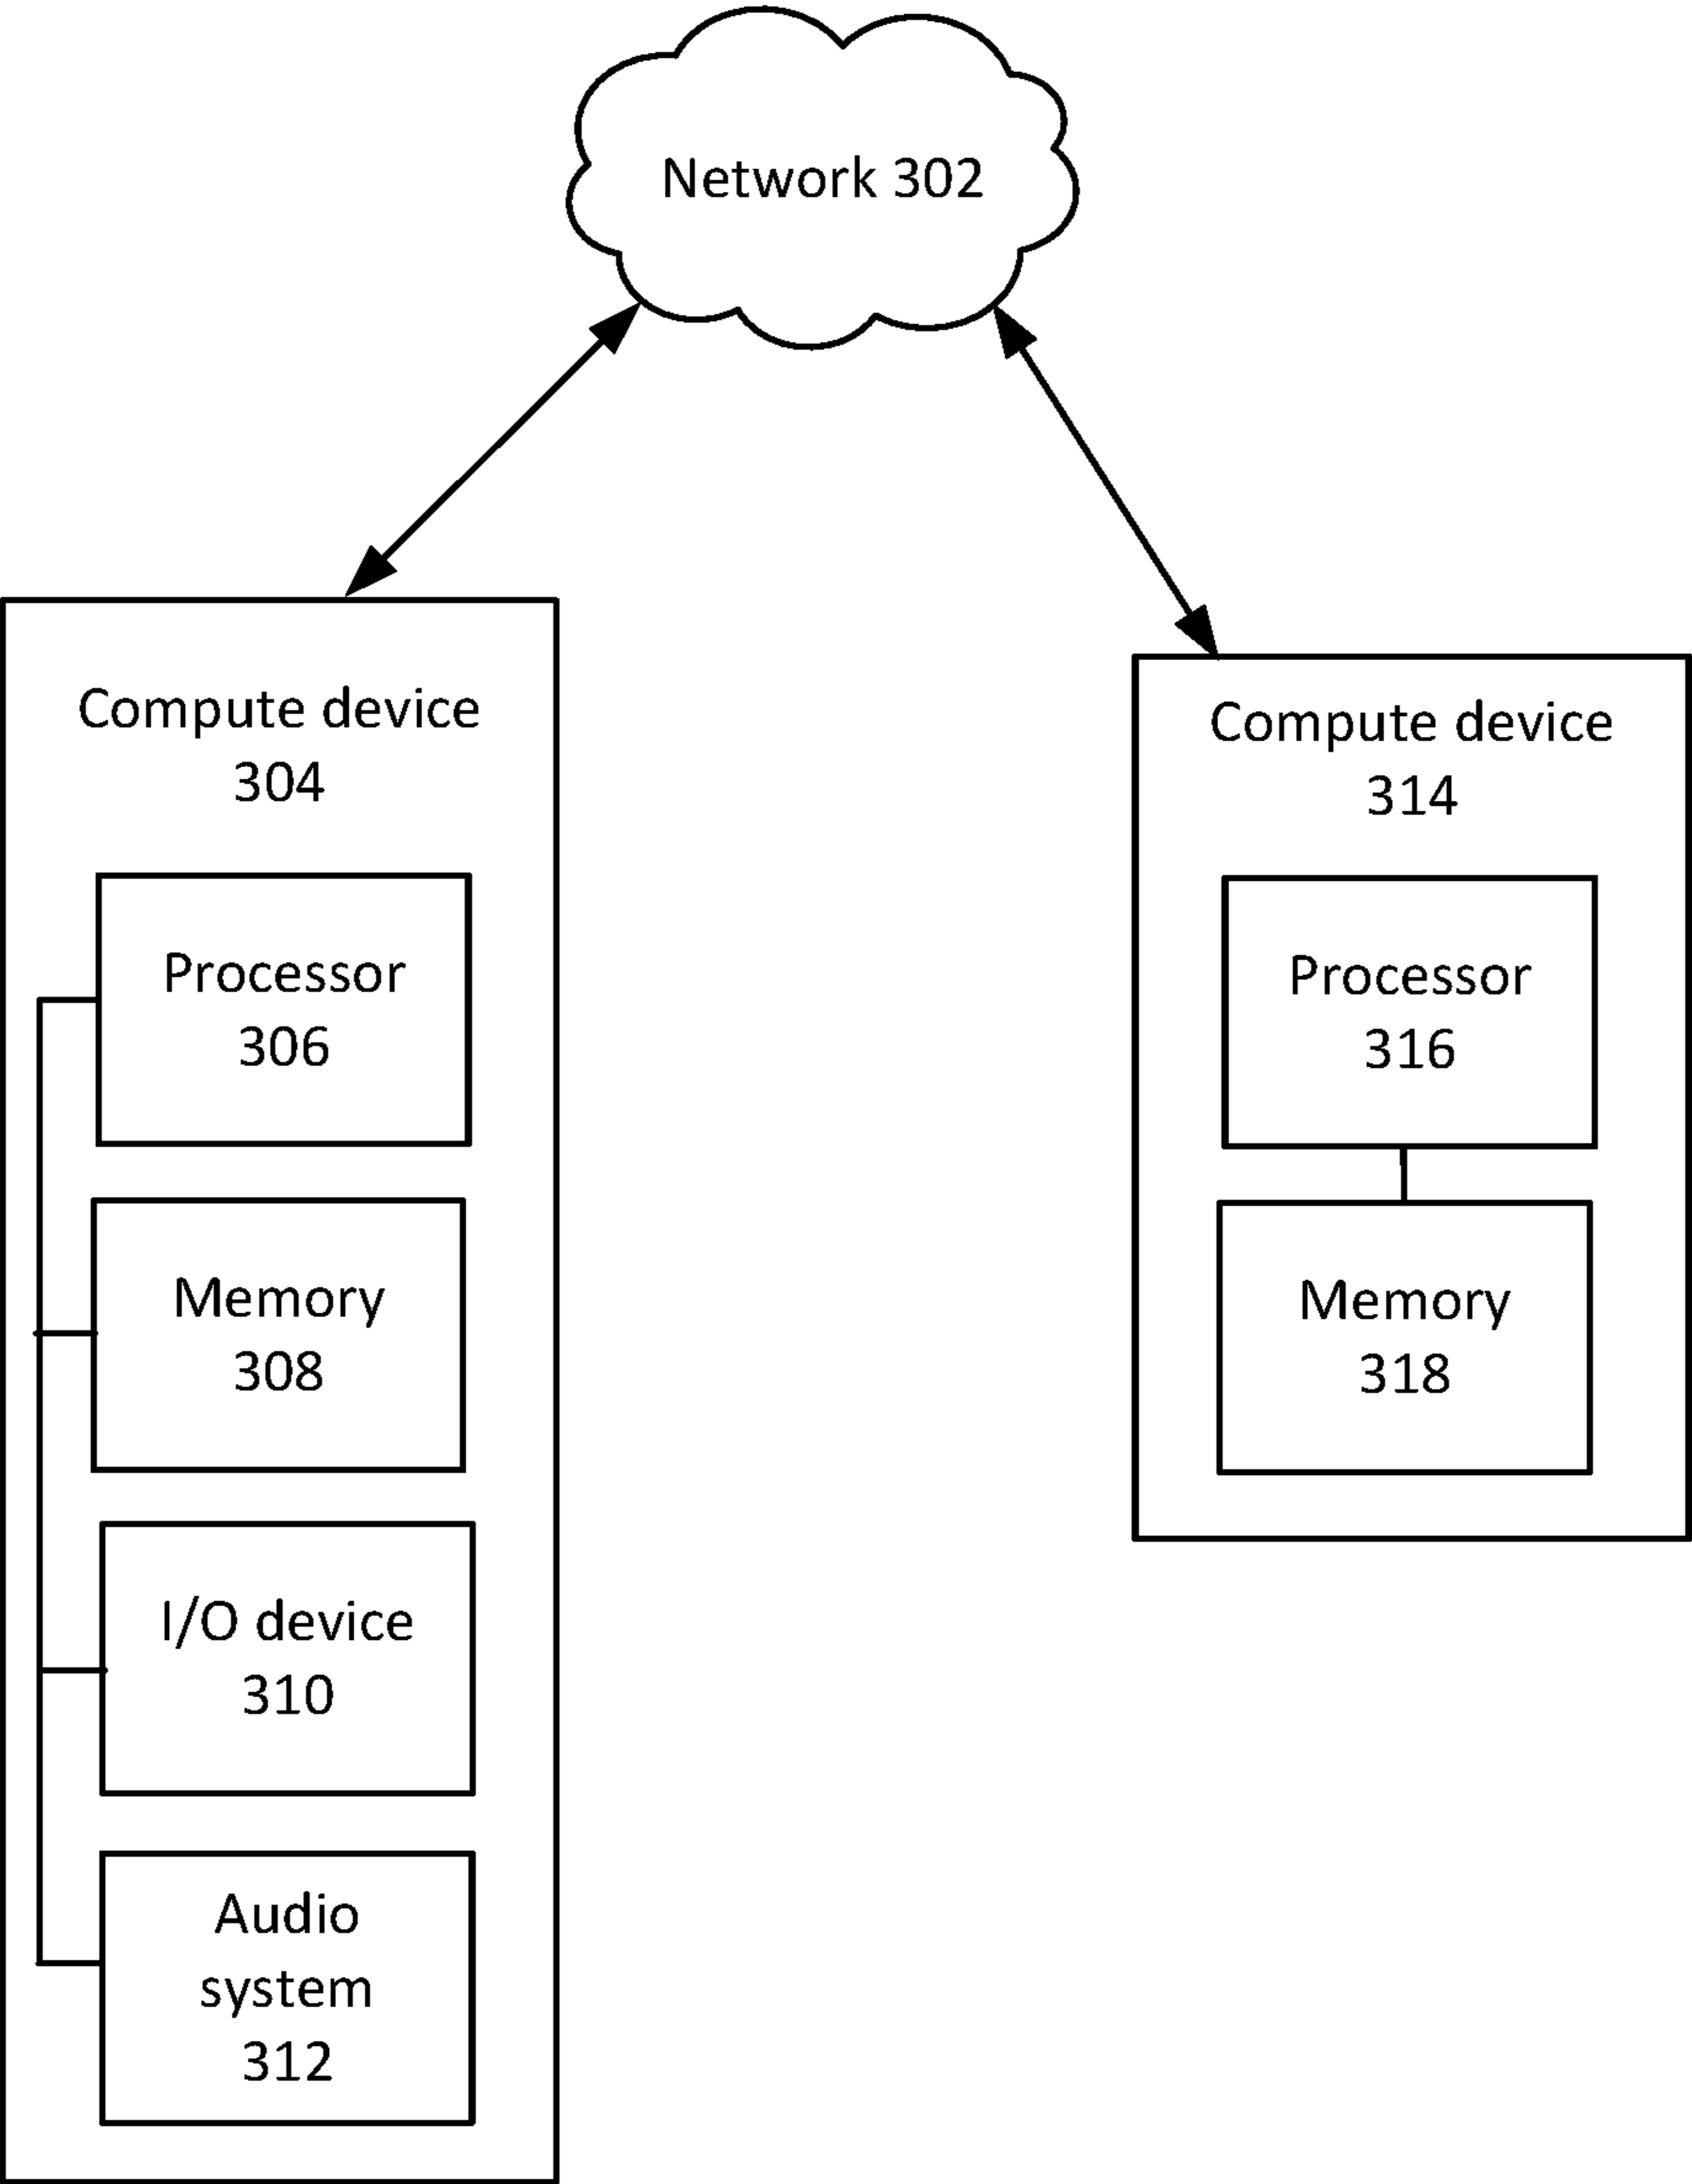 Network 302
Compute device
304
Processor
306
Memory
308
I/O device
310
Audio
system
312
Compute device
314
Processor
316
Memory
318